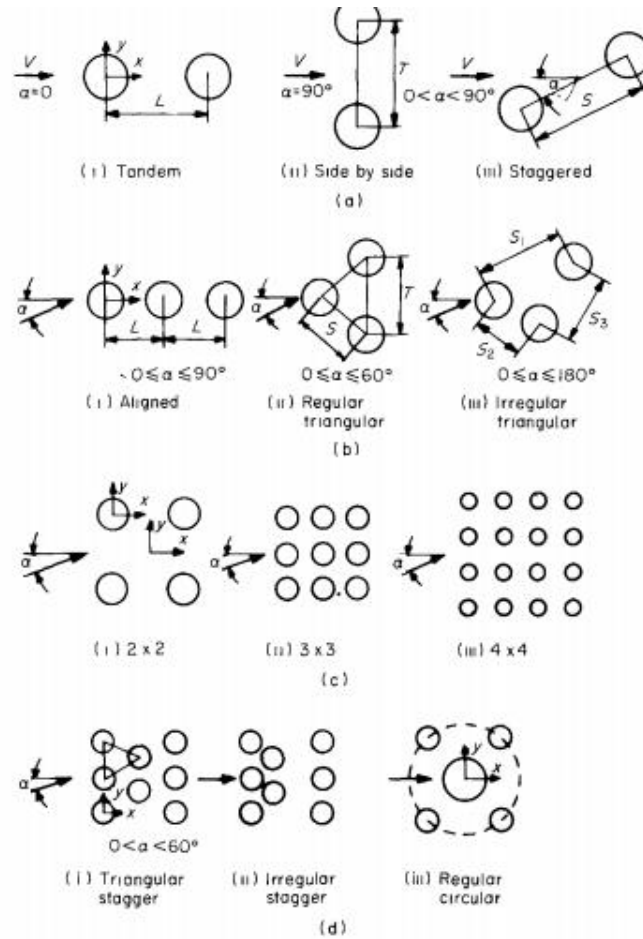 V
α=0
y
x
L
(i) Tandem
V
α=90°
T
(ii) Side by side
V
0<α<90°
α
S
(iii) Staggered
(a)
α
y
x
L
L
0≤α≤90°
(i) Aligned
α
S
T
0≤α≤60°
(ii) Regular
triangular
α
S₁
S₂
S₃
0≤α≤180°
(iii) Irregular
triangular
(b)
α
y
x
y
x
(i) 2 x 2
α
(ii) 3 x 3
α
(iii) 4 x 4
(c)
α
y
x
0<α<60°
(i) Triangular
stagger
(ii) Irregular
stagger
y
x
(iii) Regular
circular
(d)